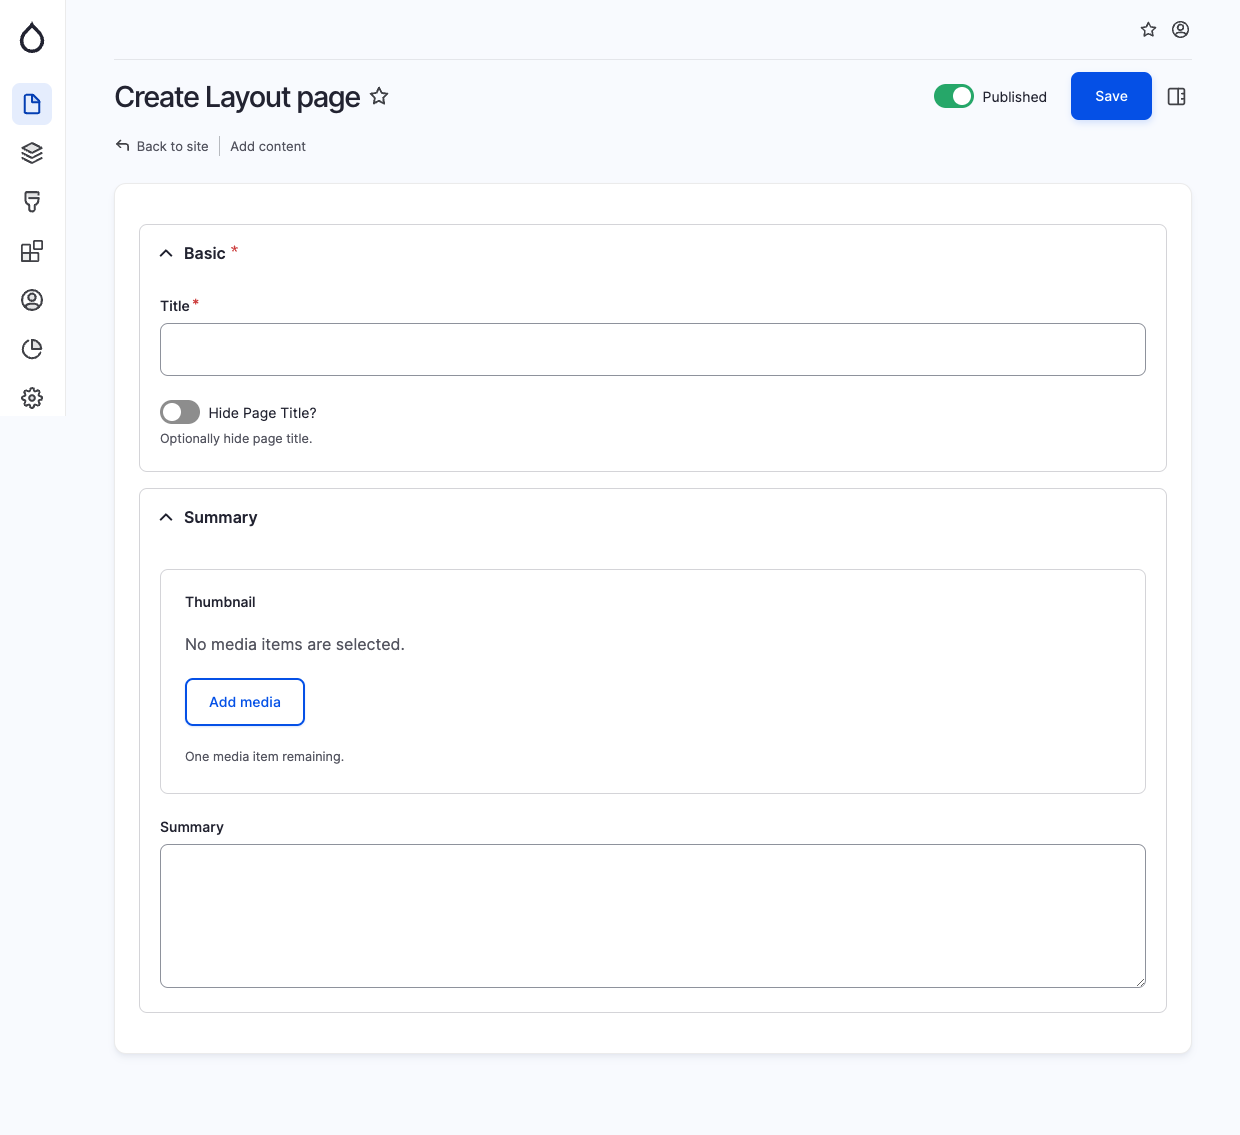 Create Layout page
Published
Save
Back to site
Add content
Basic *
Title *
Hide Page Title?
Optionally hide page title.
Summary
Thumbnail
No media items are selected.
Add media
One media item remaining.
Summary